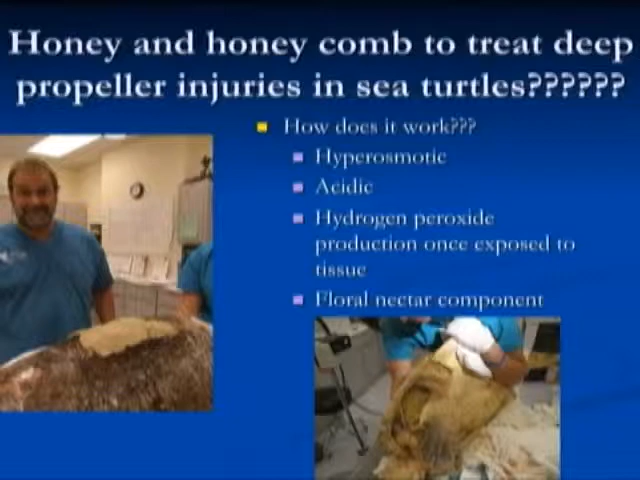 Honey and honey comb to treat deep
propeller injuries in sea turtles??????
How does it work???
Hyperosmotic
Acidic
Hydrogen peroxide
production once exposed to
tissue
Floral nectar component